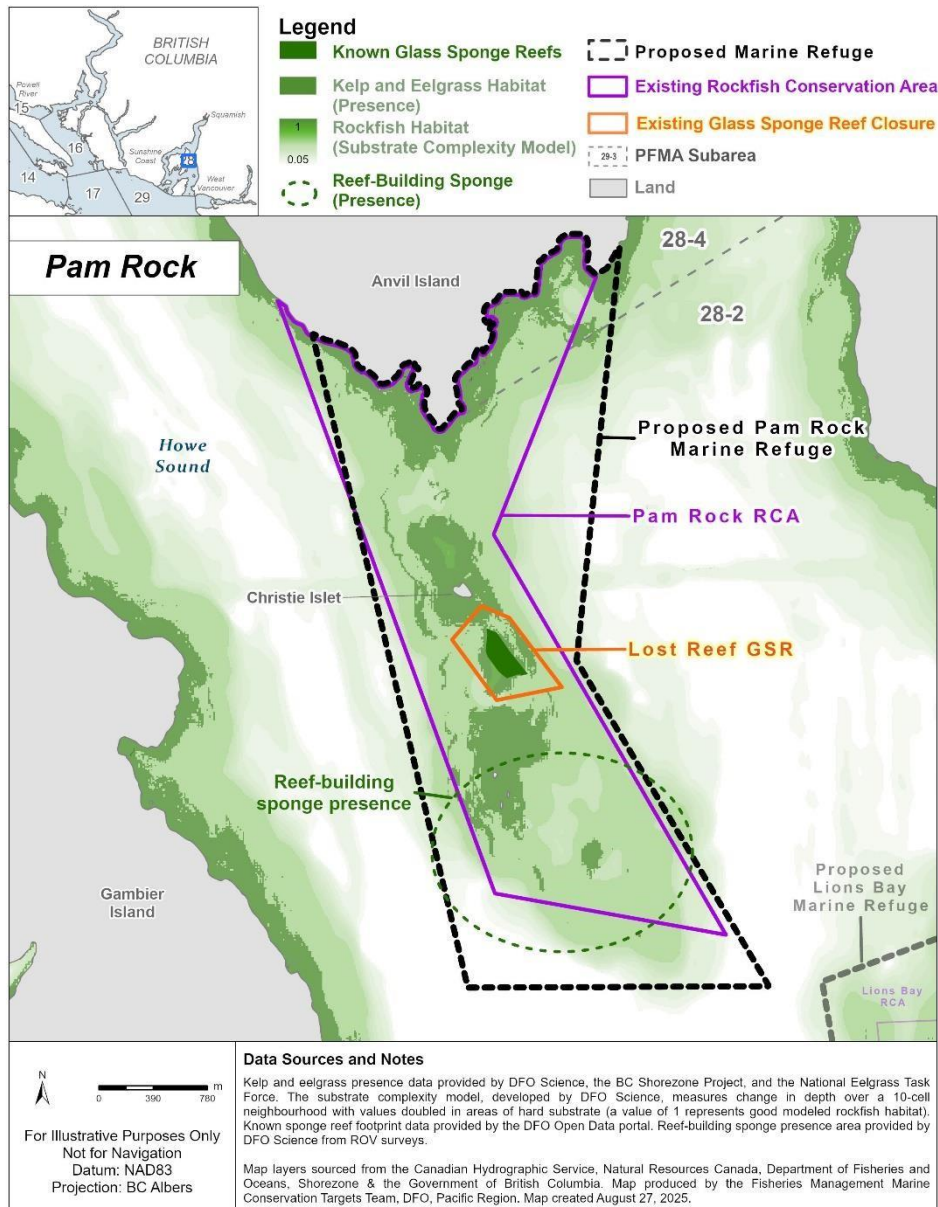 BRITISH
COLUMBIA
Powell
River
15
16
Squamish
Sunshine
Coast
28
14
17
29
West
Vancouver
Legend
Known Glass Sponge Reefs
Kelp and Eelgrass Habitat
(Presence)
1
0.05
Rockfish Habitat
(Substrate Complexity Model)
Reef-Building Sponge
(Presence)
Proposed Marine Refuge
Existing Rockfish Conservation Area
Existing Glass Sponge Reef Closure
29-3
PFMA Subarea
Land
Pam Rock
Anvil Island
28-4
28-2
Howe
Sound
Proposed Pam Rock
Marine Refuge
Pam Rock RCA
Christie Islet
Lost Reef GSR
Reef-building
sponge presence
Gambier
Island
Proposed
Lions Bay
Marine Refuge
Lions Bay
RCA
N
m
0 390 780
For Illustrative Purposes Only
Not for Navigation
Datum: NAD83
Projection: BC Albers
Data Sources and Notes
Kelp and eelgrass presence data provided by DFO Science, the BC Shorezone Project, and the National Eelgrass Task
Force. The substrate complexity model, developed by DFO Science, measures change in depth over a 10-cell
neighbourhood with values doubled in areas of hard substrate (a value of 1 represents good modeled rockfish habitat).
Known sponge reef footprint data provided by the DFO Open Data portal. Reef-building sponge presence area provided by
DFO Science from ROV surveys.
Map layers sourced from the Canadian Hydrographic Service, Natural Resources Canada, Department of Fisheries and
Oceans, Shorezone & the Government of British Columbia. Map produced by the Fisheries Management Marine
Conservation Targets Team, DFO, Pacific Region. Map created August 27, 2025.